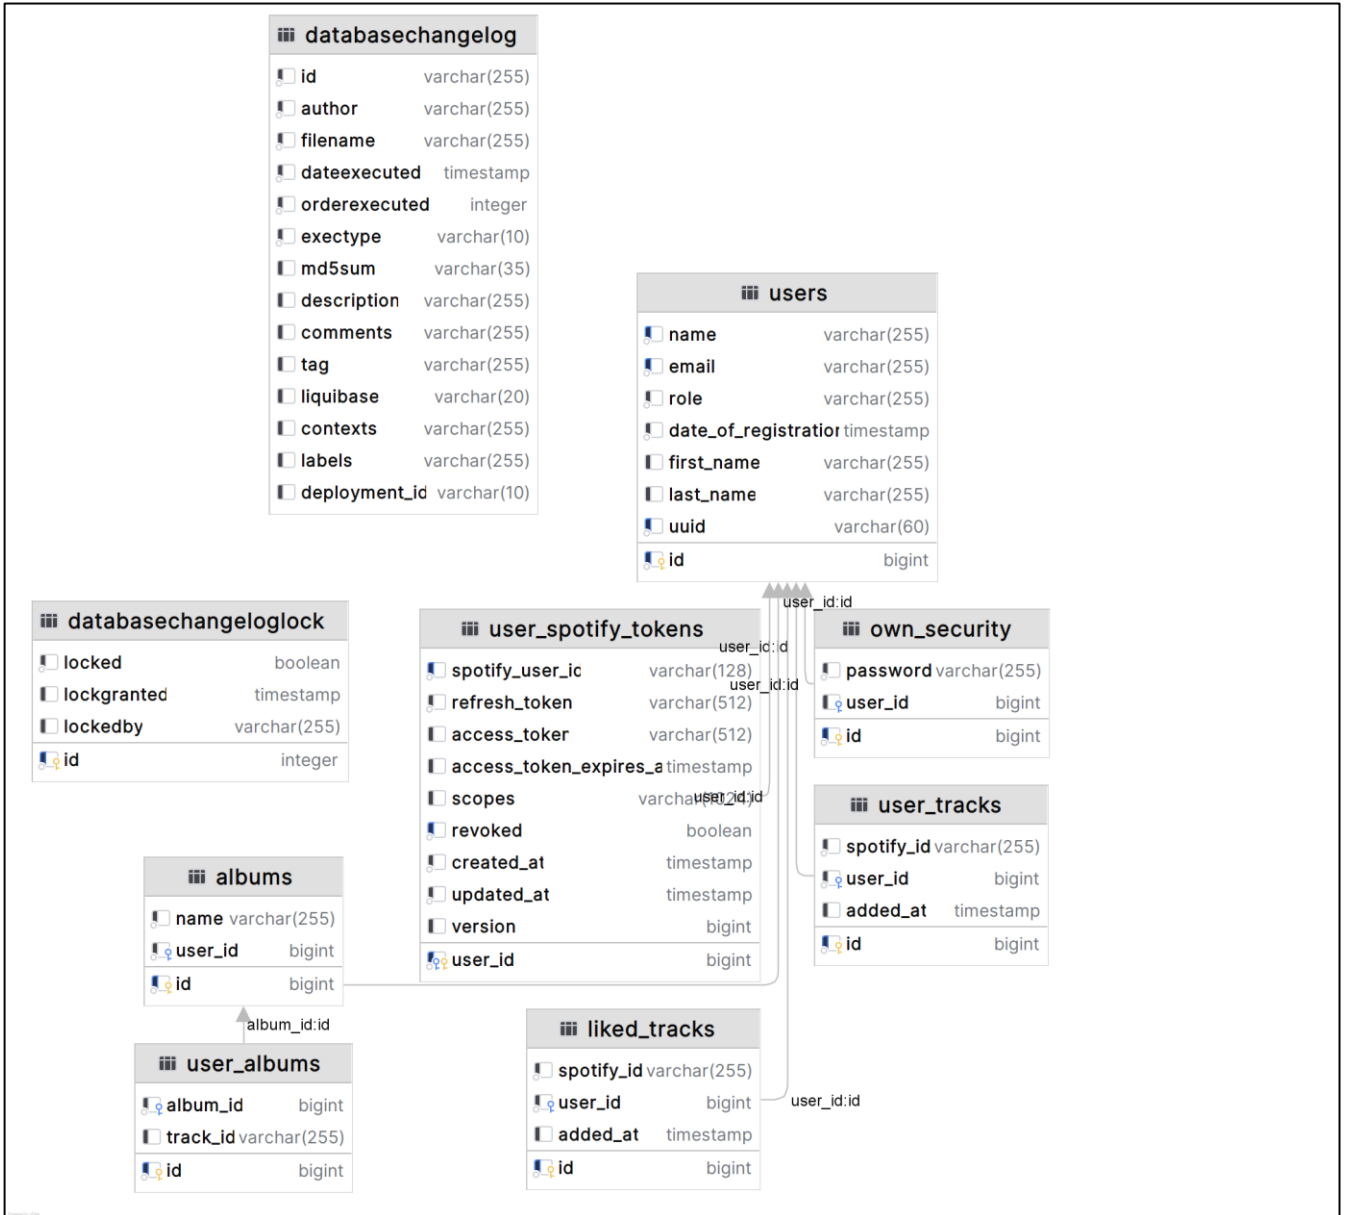 databasechangelog
id varchar(255)
author varchar(255)
filename varchar(255)
dateexecuted timestamp
orderexecuted integer
exectype varchar(10)
md5sum varchar(35)
description varchar(255)
comments varchar(255)
tag varchar(255)
liquibase varchar(20)
contexts varchar(255)
labels varchar(255)
deployment_id varchar(10)
users
name varchar(255)
email varchar(255)
role varchar(255)
date_of_registration timestamp
first_name varchar(255)
last_name varchar(255)
uuid varchar(60)
id bigint
user_id:id
user_id:id
user_id:id
user_id:id
databasechangeloglock
locked boolean
lockgranted timestamp
lockedby varchar(255)
id integer
user_spotify_tokens
spotify_user_id varchar(128)
refresh_token varchar(512)
access_token varchar(512)
access_token_expires_a timestamp
scopes varchar(1024)
revoked boolean
created_at timestamp
updated_at timestamp
version bigint
user_id bigint
own_security
password varchar(255)
user_id bigint
id bigint
user_tracks
spotify_id varchar(255)
user_id bigint
added_at timestamp
id bigint
albums
name varchar(255)
user_id bigint
id bigint
album_id:id
user_albums
album_id bigint
track_id varchar(255)
id bigint
liked_tracks
spotify_id varchar(255)
user_id bigint
added_at timestamp
id bigint
user_id:id